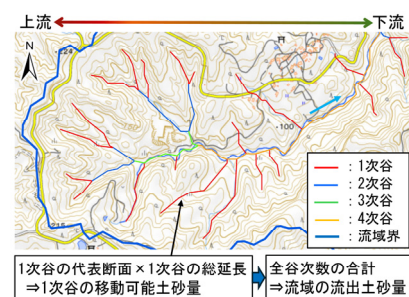 上流
下流
N
·224
·100
: 1次谷
: 2次谷
: 3次谷
: 4次谷
: 流域界
1次谷の代表断面×1次谷の総延長
⇒1次谷の移動可能土砂量
全谷次数の合計
⇒流域の流出土砂量